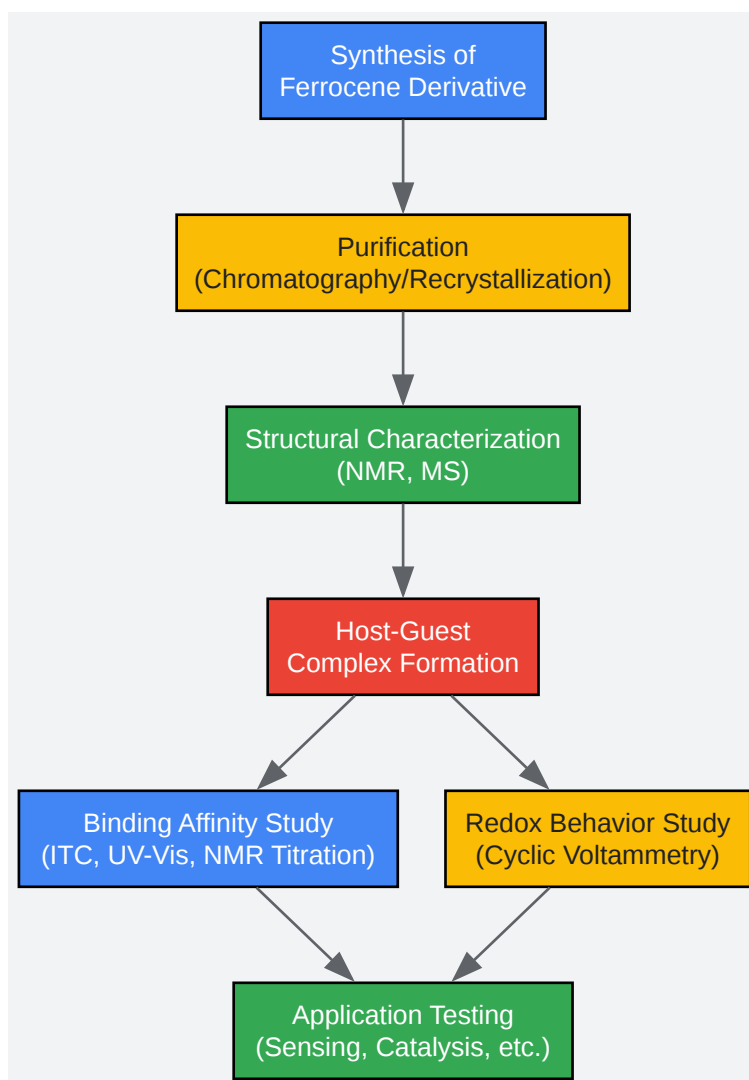 Synthesis of
Ferrocene Derivative
Purification
(Chromatography/Recrystallization)
Structural Characterization
(NMR, MS)
Host-Guest
Complex Formation
Binding Affinity Study
(ITC, UV-Vis, NMR Titration)
Redox Behavior Study
(Cyclic Voltammetry)
Application Testing
(Sensing, Catalysis, etc.)